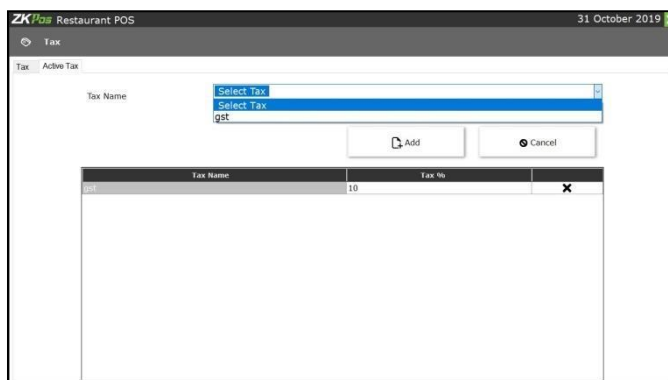 ZKPos Restaurant POS 31 October 2019
Tax
Tax Active Tax
Tax Name Select Tax
Select Tax
gst
Add Cancel
Tax Name Tax %
gst 10